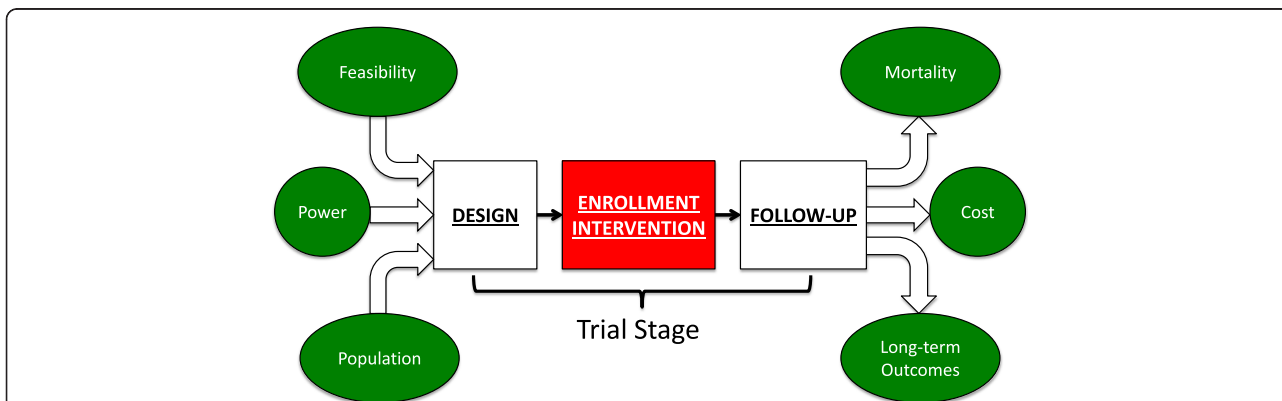 Feasibility
Mortality
Power
DESIGN
ENROLLMENT
INTERVENTION
FOLLOW-UP
Cost
Trial Stage
Population
Long-term
Outcomes